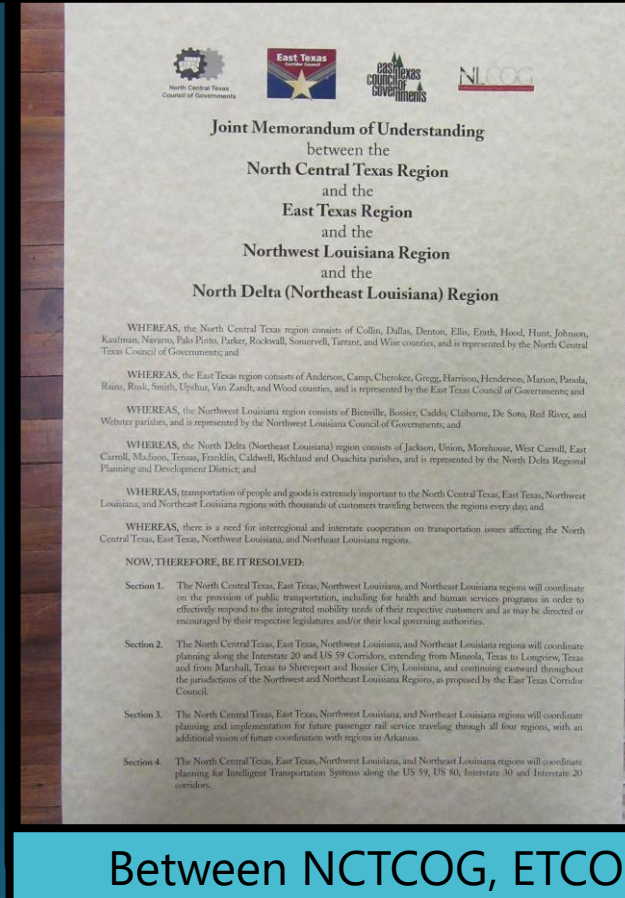 North Central Texas
Council of Governments
East Texas
Corridor Council
east texas
council of
governments
NLCOG
Joint Memorandum of Understanding
between the
North Central Texas Region
and the
East Texas Region
and the
Northwest Louisiana Region
and the
North Delta (Northeast Louisiana) Region
WHEREAS, the North Central Texas region consists of Collin, Dallas, Denton, Ellis, Erath, Hood, Hunt, Johnson,
Kaufman, Navarro, Palo Pinto, Parker, Rockwall, Somervell, Tarrant, and Wise counties, and is represented by the North Central
Texas Council of Governments; and
WHEREAS, the East Texas region consists of Anderson, Camp, Cherokee, Gregg, Harrison, Henderson, Marion, Panola,
Rains, Rusk, Smith, Upshur, Van Zandt, and Wood counties, and is represented by the East Texas Council of Governments; and
WHEREAS, the Northwest Louisiana region consists of Bienville, Bossier, Caddo, Claiborne, De Soto, Red River, and
Webster parishes, and is represented by the Northwest Louisiana Council of Governments; and
WHEREAS, the North Delta (Northeast Louisiana) region consists of Jackson, Union, Morehouse, West Carroll, East
Carroll, Madison, Tensas, Franklin, Caldwell, Richland and Ouachita parishes, and is represented by the North Delta Regional
Planning and Development District; and
WHEREAS, transportation of people and goods is extremely important to the North Central Texas, East Texas, Northwest
Louisiana, and Northeast Louisiana regions with thousands of customers traveling between the regions every day; and
WHEREAS, there is a need for interregional and interstate cooperation on transportation issues affecting the North
Central Texas, East Texas, Northwest Louisiana, and Northeast Louisiana regions.
NOW, THEREFORE, BE IT RESOLVED:
Section 1. The North Central Texas, East Texas, Northwest Louisiana, and Northeast Louisiana regions will coordinate
on the provision of public transportation, including for health and human services programs in order to
effectively respond to the integrated mobility needs of their respective customers and as may be directed or
encouraged by their respective legislatures and/or their local governing authorities.
Section 2. The North Central Texas, East Texas, Northwest Louisiana, and Northeast Louisiana regions will coordinate
planning along the Interstate 20 and US 59 Corridors, extending from Mineola, Texas to Longview, Texas
and from Marshall, Texas to Shreveport and Bossier City, Louisiana, and continuing eastward throughout
the jurisdictions of the Northwest and Northeast Louisiana Regions, as proposed by the East Texas Corridor
Council.
Section 3. The North Central Texas, East Texas, Northwest Louisiana, and Northeast Louisiana regions will coordinate
planning and implementation for future passenger rail service traveling through all four regions, with an
additional vision of future coordination with regions in Arkansas.
Section 4. The North Central Texas, East Texas, Northwest Louisiana, and Northeast Louisiana regions will coordinate
planning for Intelligent Transportation Systems along the US 59, US 80, Interstate 30 and Interstate 20
corridors.
Between NCTCOG, ETCO